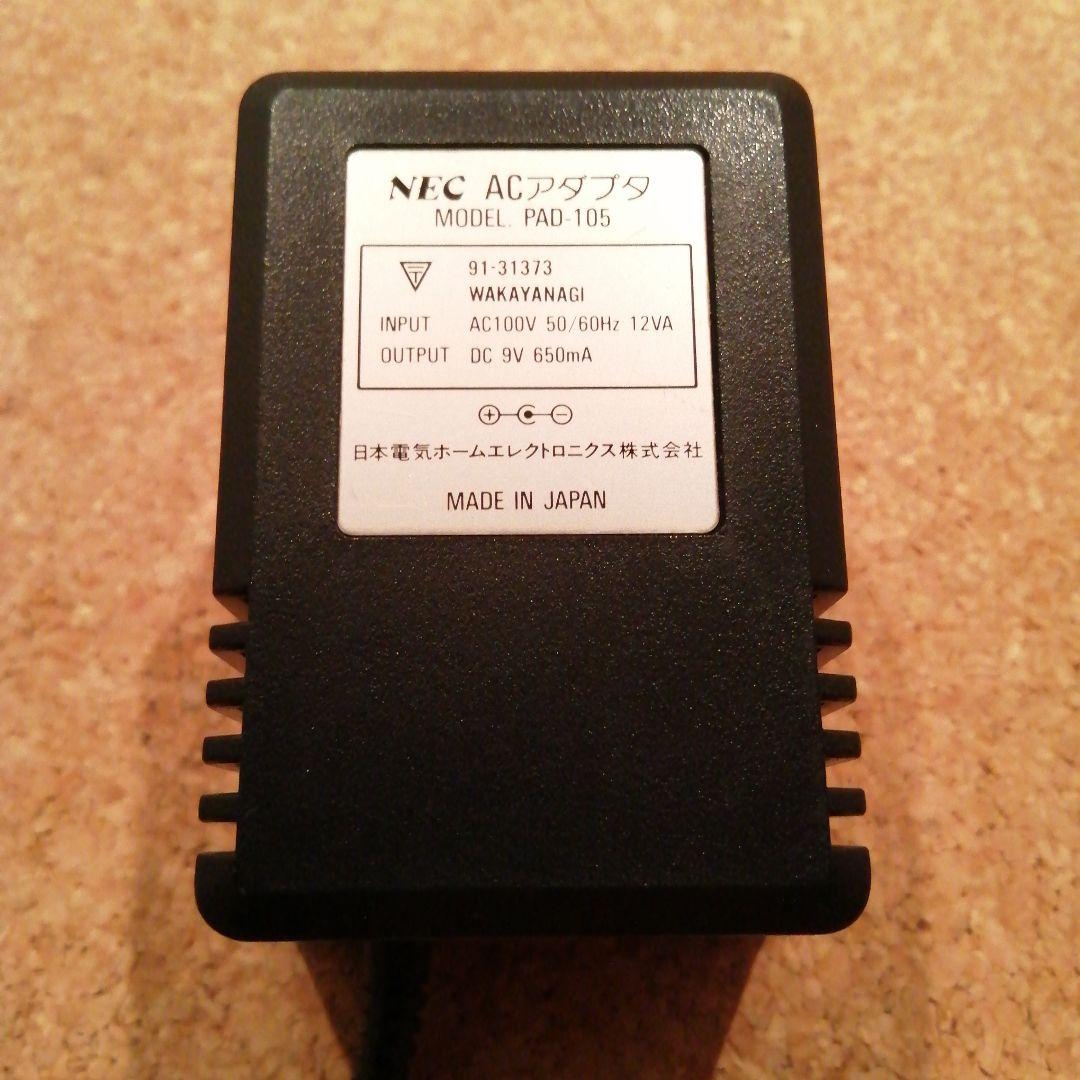 NEC ACアダプタ
MODEL. PAD-105
91-31373
WAKAYANAGI
INPUT AC100V 50/60Hz 12VA
OUTPUT DC 9V 650mA
日本電気ホームエレクトロニクス株式会社
MADE IN JAPAN